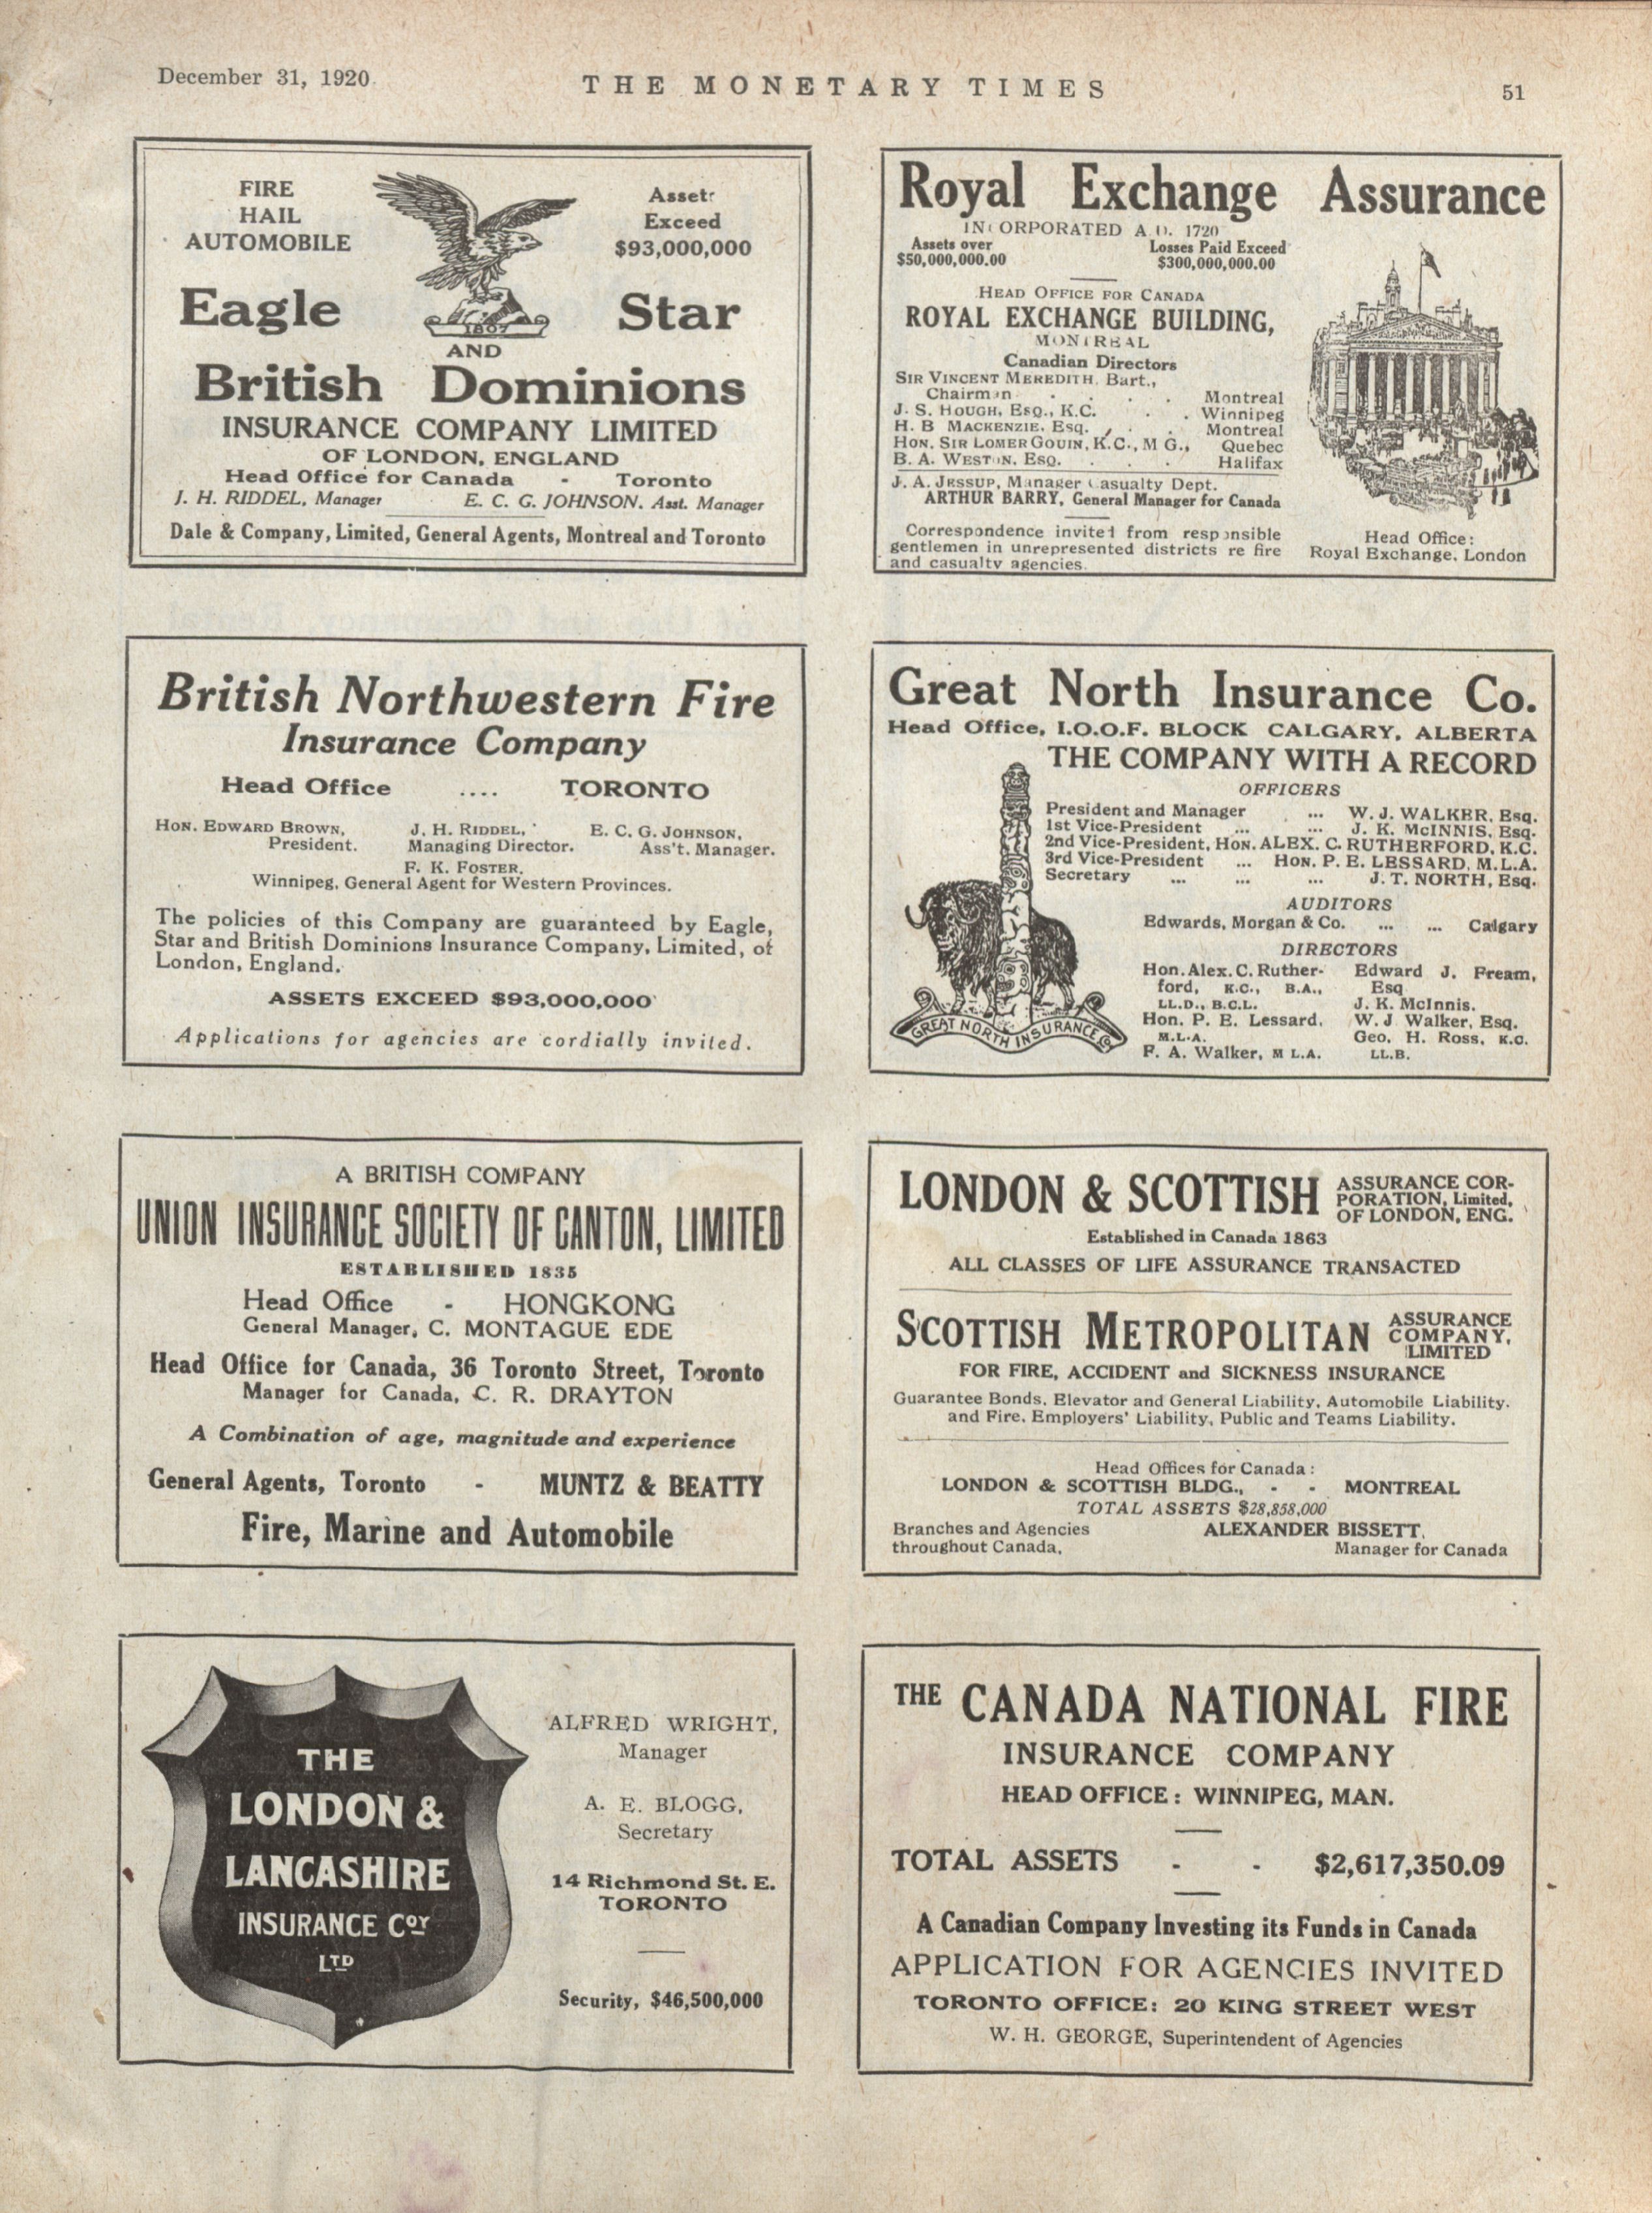 December 31, 1920
THE MONETARY TIMES
51
FIRE
HAIL
AUTOMOBILE
Assets
Exceed
$93,000,000
1807
Eagle Star
AND
British Dominions
INSURANCE COMPANY LIMITED
OF LONDON, ENGLAND
Head Office for Canada - Toronto
J. H. RIDDEL, Manager E. C. G. JOHNSON, Asst. Manager
Dale & Company, Limited, General Agents, Montreal and Toronto
Royal Exchange Assurance
INCORPORATED A.D. 1720
Assets over
$50,000,000.00
Losses Paid Exceed
$300,000,000.00
HEAD OFFICE FOR CANADA
ROYAL EXCHANGE BUILDING,
MONTREAL
Canadian Directors
SIR VINCENT MEREDITH, Bart.,
Chairman . . . . Montreal
J. S. HOUGH, ESQ., K.C. . . Winnipeg
H. B MACKENZIE, Esq. . . . Montreal
HON. SIR LOMER GOUIN, K.C., M G., Quebec
B. A. WESTON, ESQ. . . . Halifax
J. A. JESSUP, Manager Casualty Dept.
ARTHUR BARRY, General Manager for Canada
Correspondence invited from responsible
gentlemen in unrepresented districts re fire
and casualty agencies.
Head Office:
Royal Exchange, London
British Northwestern Fire
Insurance Company
Head Office .... TORONTO
HON. EDWARD BROWN,
President.
J. H. RIDDEL,
Managing Director.
E. C. G. JOHNSON,
Ass't. Manager.
F. K. FOSTER,
Winnipeg, General Agent for Western Provinces.
The policies of this Company are guaranteed by Eagle,
Star and British Dominions Insurance Company, Limited, of
London, England.
ASSETS EXCEED $93,000,000
Applications for agencies are cordially invited.
Great North Insurance Co.
Head Office, I.O.O.F. BLOCK CALGARY, ALBERTA
THE COMPANY WITH A RECORD
OFFICERS
President and Manager ... W. J. WALKER, Esq.
1st Vice-President ... ... J. K. McINNIS, Esq.
2nd Vice-President, HON. ALEX. C. RUTHERFORD, K.C.
3rd Vice-President ... HON. P. E. LESSARD, M.L.A.
Secretary ... ... ... J. T. NORTH, Esq.
AUDITORS
Edwards, Morgan & Co. ... ... Calgary
DIRECTORS
Hon. Alex. C. Ruther-
ford, K.C., B.A.,
LL.D., B.C.L.
Hon. P. E. Lessard,
M.L.A.
F. A. Walker, M L.A.
Edward J. Fream,
Esq
J. K. McInnis.
W. J Walker, Esq.
Geo. H. Ross, K.C.
LL.B.
GREAT NORTH INSURANCE Co
A BRITISH COMPANY
UNION INSURANCE SOCIETY OF CANTON, LIMITED
ESTABLISHED 1835
Head Office - HONGKONG
General Manager, C. MONTAGUE EDE
Head Office for Canada, 36 Toronto Street, Toronto
Manager for Canada, C. R. DRAYTON
A Combination of age, magnitude and experience
General Agents, Toronto - MUNTZ & BEATTY
Fire, Marine and Automobile
LONDON & SCOTTISH
ASSURANCE COR-
PORATION, Limited,
OF LONDON, ENG.
Established in Canada 1863
ALL CLASSES OF LIFE ASSURANCE TRANSACTED
SCOTTISH METROPOLITAN
ASSURANCE
COMPANY,
LIMITED
FOR FIRE, ACCIDENT and SICKNESS INSURANCE
Guarantee Bonds, Elevator and General Liability, Automobile Liability.
and Fire, Employers' Liability, Public and Teams Liability.
Head Offices for Canada:
LONDON & SCOTTISH BLDG., - - MONTREAL
TOTAL ASSETS $28,858,000
Branches and Agencies
throughout Canada.
ALEXANDER BISSETT,
Manager for Canada
THE
LONDON &
LANCASHIRE
INSURANCE COY
LTD
ALFRED WRIGHT,
Manager
A. E. BLOGG,
Secretary
14 Richmond St. E.
TORONTO
Security, $46,500,000
THE CANADA NATIONAL FIRE
INSURANCE COMPANY
HEAD OFFICE: WINNIPEG, MAN.
TOTAL ASSETS - - $2,617,350.09
A Canadian Company Investing its Funds in Canada
APPLICATION FOR AGENCIES INVITED
TORONTO OFFICE: 20 KING STREET WEST
W. H. GEORGE, Superintendent of Agencies